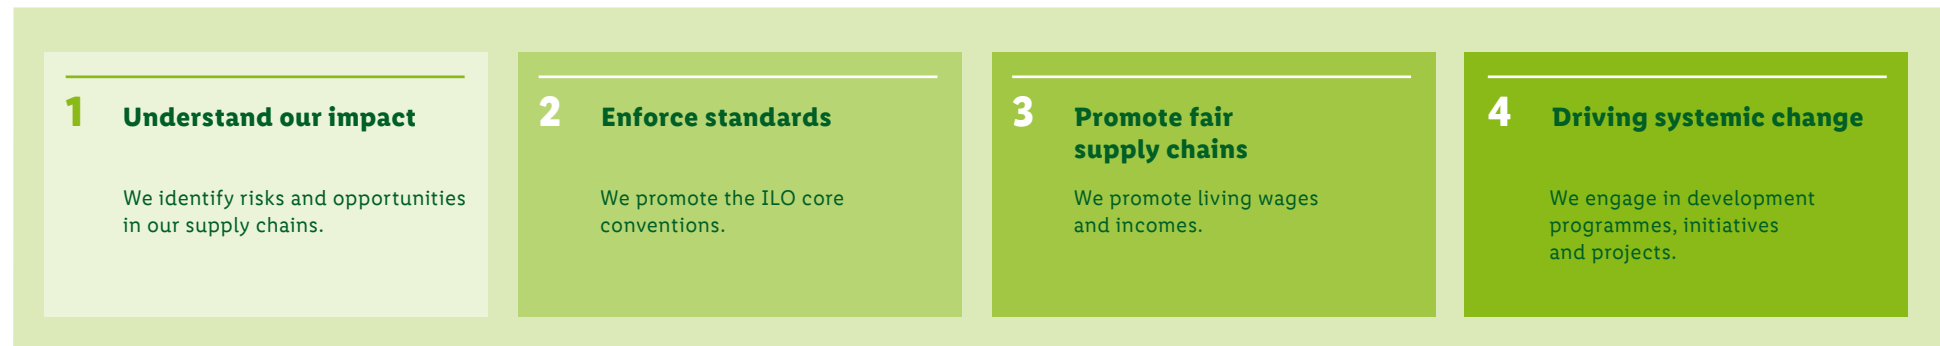 1
Understand our impact
We identify risks and opportunities
in our supply chains.
2
Enforce standards
We promote the ILO core
conventions.
3
Promote fair
supply chains
We promote living wages
and incomes.
4
Driving systemic change
We engage in development
programmes, initiatives
and projects.